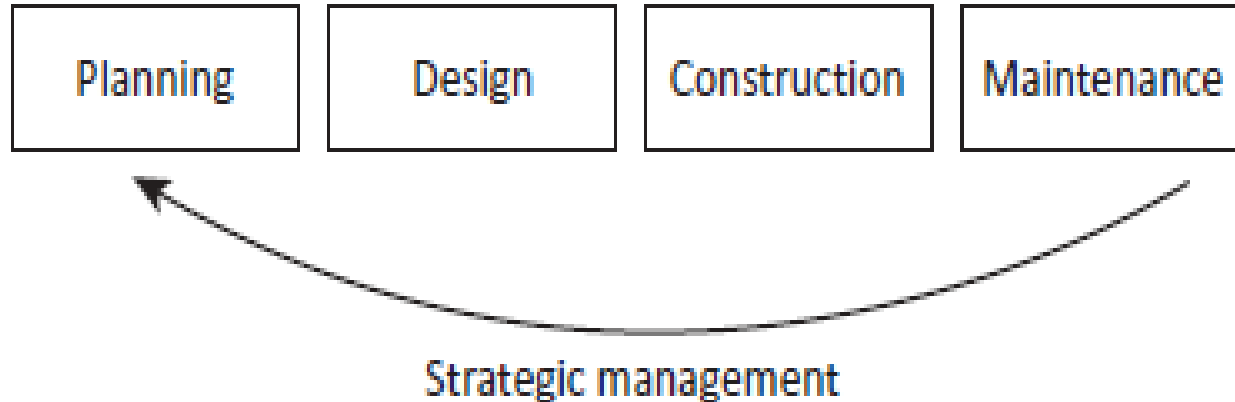 Planning Design Construction Maintenance
Strategic management